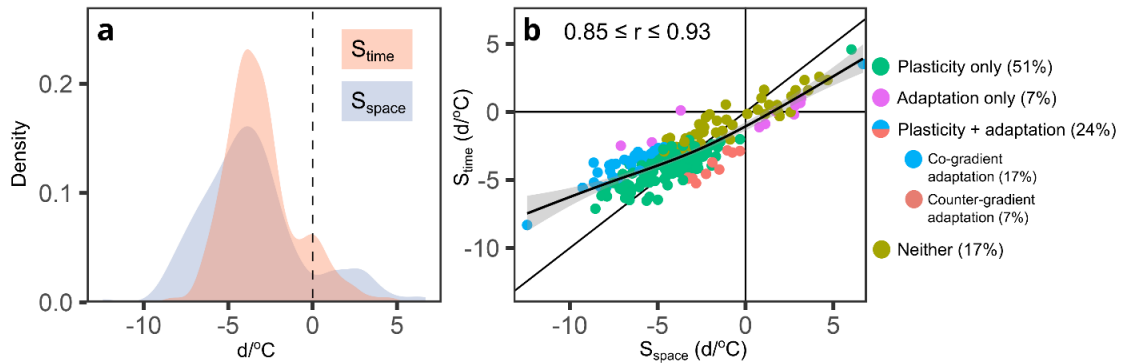 a
S_time
S_space
Density
0.2
0.1
0.0
-10
-5
0
5
d/°C
b
0.85 ≤ r ≤ 0.93
S_time (d/°C)
5
0
-5
-10
-10
-5
0
5
S_space (d/°C)
Plasticity only (51%)
Adaptation only (7%)
Plasticity + adaptation (24%)
Co-gradient
adaptation (17%)
Counter-gradient
adaptation (7%)
Neither (17%)